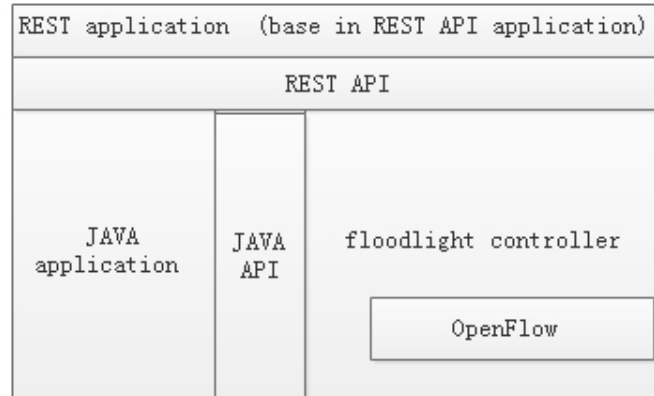 REST application (base in REST API application)
REST API
JAVA
application
JAVA
API
floodlight controller
OpenFlow